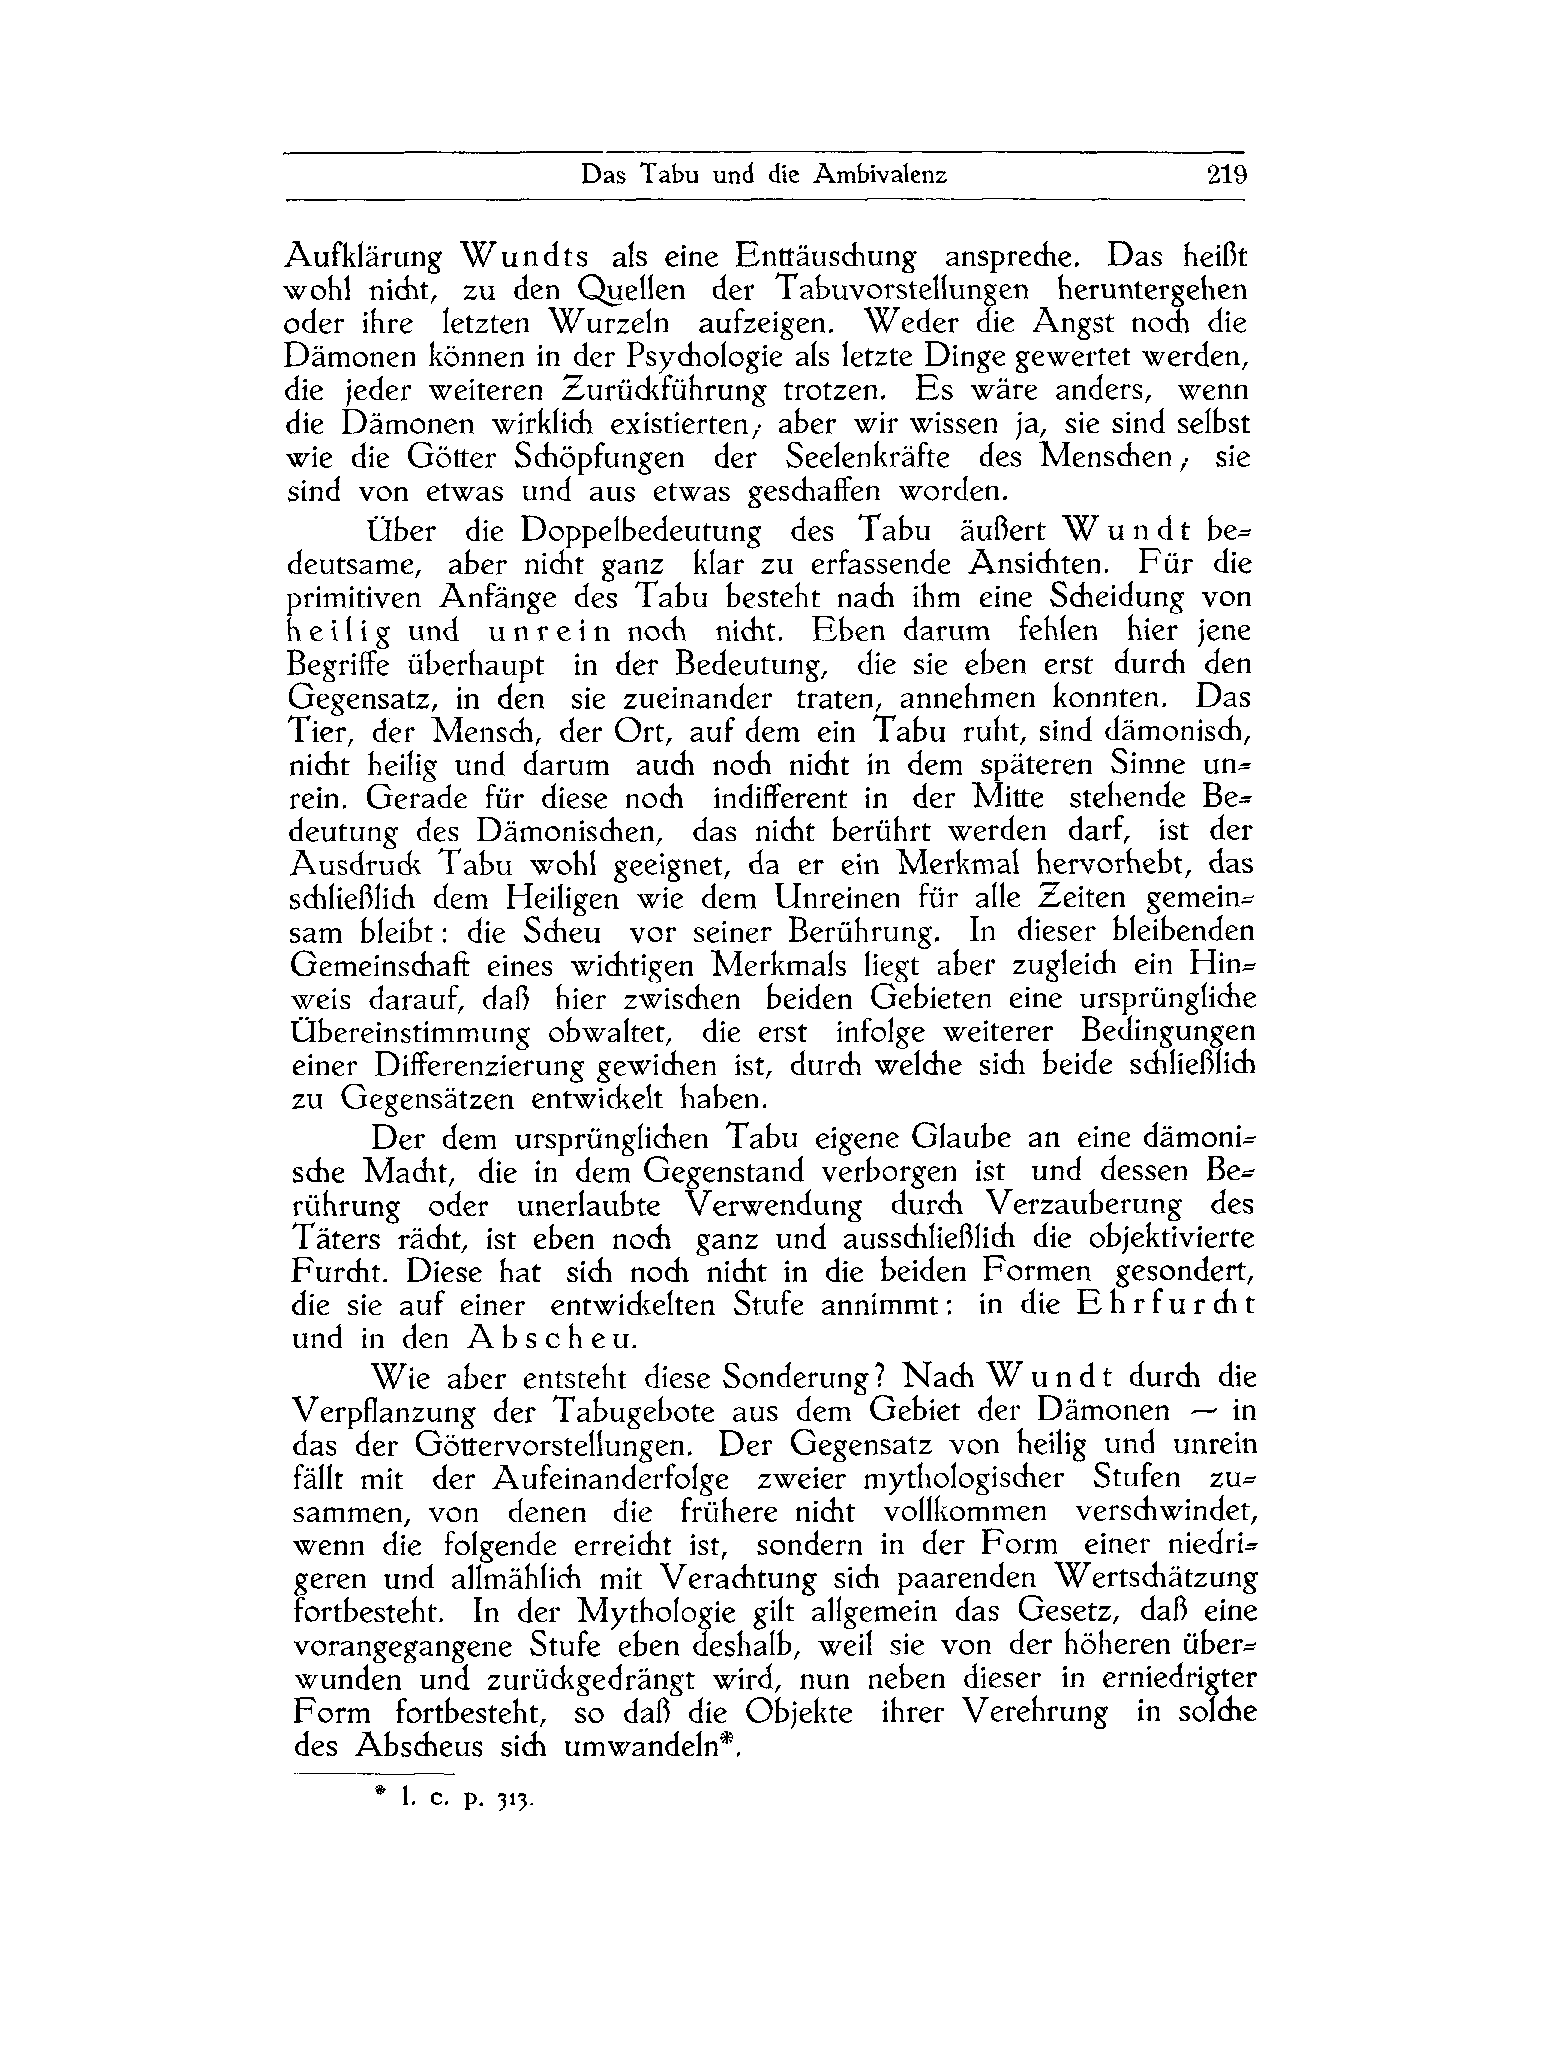 Das Tabu und die Ambivalenz 219
Aufklärung Wundts als eine Enttäuschung anspreche. Das heißt
wohl nicht, zu den Quellen der Tabuvorstellungen heruntergehen
oder ihre letzten Wurzeln aufzeigen. Weder die Angst noch die
Dämonen können in der Psychologie als letzte Dinge gewertet werden,
die jeder weiteren Zurückführung trotzen. Es wäre anders, wenn
die Dämonen wirklich existierten; aber wir wissen ja, sie sind selbst
wie die Götter Schöpfungen der Seelenkräfte des Menschen; sie
sind von etwas und aus etwas geschaffen worden.
Über die Doppelbedeutung des Tabu äußert Wundt be-
deutsame, aber nicht ganz klar zu erfassende Ansichten. Für die
primitiven Anfänge des Tabu besteht nach ihm eine Scheidung von
heilig und unrein noch nicht. Eben darum fehlen hier jene
Begriffe überhaupt in der Bedeutung, die sie eben erst durch den
Gegensatz, in den sie zueinander traten, annehmen konnten. Das
Tier, der Mensch, der Ort, auf dem ein Tabu ruht, sind dämonisch,
nicht heilig und darum auch noch nicht in dem späteren Sinne un-
rein. Gerade für diese noch indifferent in der Mitte stehende Be-
deutung des Dämonischen, das nicht berührt werden darf, ist der
Ausdruck Tabu wohl geeignet, da er ein Merkmal hervorhebt, das
schließlich dem Heiligen wie dem Unreinen für alle Zeiten gemein-
sam bleibt: die Scheu vor seiner Berührung. In dieser bleibenden
Gemeinschaft eines wichtigen Merkmals liegt aber zugleich ein Hin-
weis darauf, daß hier zwischen beiden Gebieten eine ursprüngliche
Übereinstimmung obwaltet, die erst infolge weiterer Bedingungen
einer Differenzierung gewichen ist, durch welche sich beide schließlich
zu Gegensätzen entwickelt haben.
Der dem ursprünglichen Tabu eigene Glaube an eine dämoni-
sche Macht, die in dem Gegenstand verborgen ist und dessen Be-
rührung oder unerlaubte Verwendung durch Verzauberung des
Täters rächt, ist eben noch ganz und ausschließlich die objektivierte
Furcht. Diese hat sich noch nicht in die beiden Formen gesondert,
die sie auf einer entwickelten Stufe annimmt: in die Ehrfurcht
und in den Abscheu.
Wie aber entsteht diese Sonderung? Nach Wundt durch die
Verpflanzung der Tabugebote aus dem Gebiet der Dämonen — in
das der Göttervorstellungen. Der Gegensatz von heilig und unrein
fällt mit der Aufeinanderfolge zweier mythologischer Stufen zu-
sammen, von denen die frühere nicht vollkommen verschwindet,
wenn die folgende erreicht ist, sondern in der Form einer niedri-
geren und allmählich mit Verachtung sich paarenden Wertschätzung
fortbesteht. In der Mythologie gilt allgemein das Gesetz, daß eine
vorangegangene Stufe eben deshalb, weil sie von der höheren über-
wunden und zurückgedrängt wird, nun neben dieser in erniedrigter
Form fortbesteht, so daß die Objekte ihrer Verehrung in solche
des Abscheus sich umwandeln*.
* l. c. p. 313.